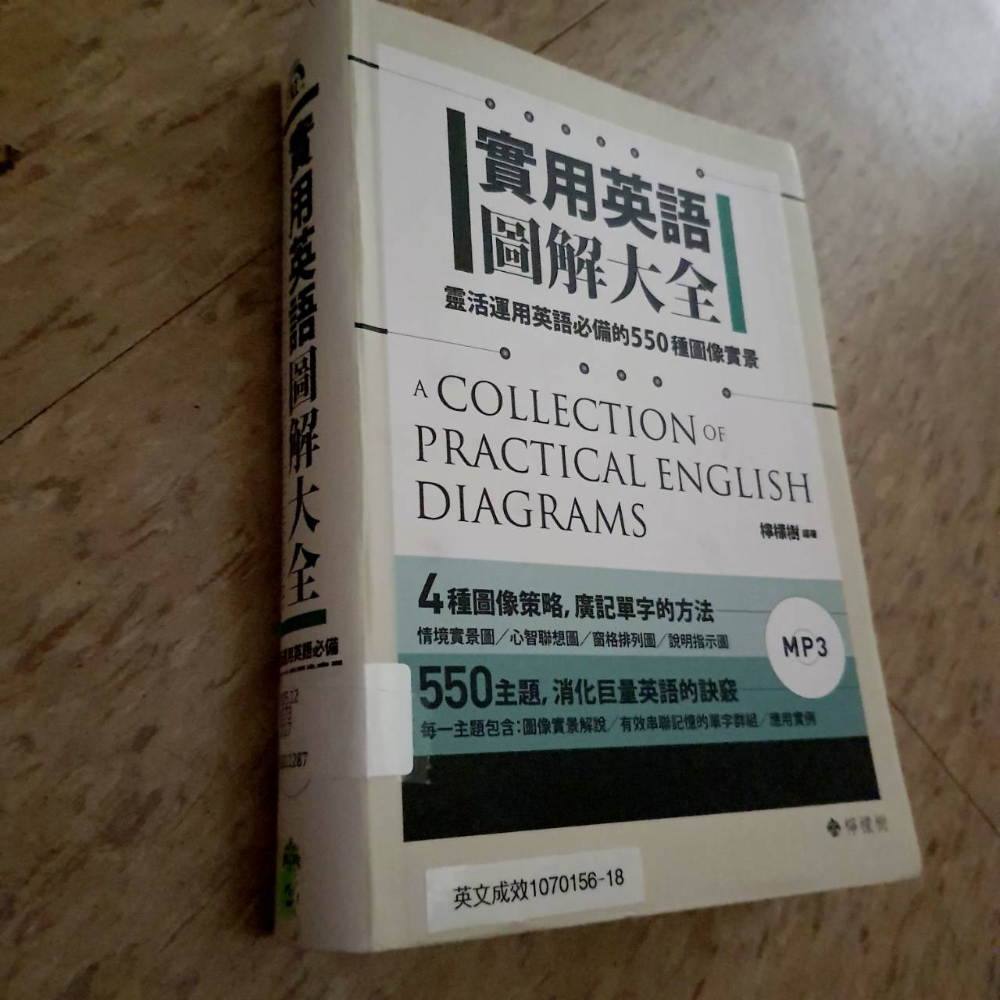 實用英語
圖解大全
靈活運用英語必備的550種圖像實景
A COLLECTION OF
PRACTICAL ENGLISH
DIAGRAMS
檸檬樹 編著
4種圖像策略,廣記單字的方法
情境實景圖/心智聯想圖/窗格排列圖/說明指示圖
MP3
550主題,消化巨量英語的訣竅
每一主題包含:圖像實景解說/有效串聯記憶的單字群組/應用實例
檸檬樹
英文成效1070156-18
實用英語圖解大全
運用英語必備
1287